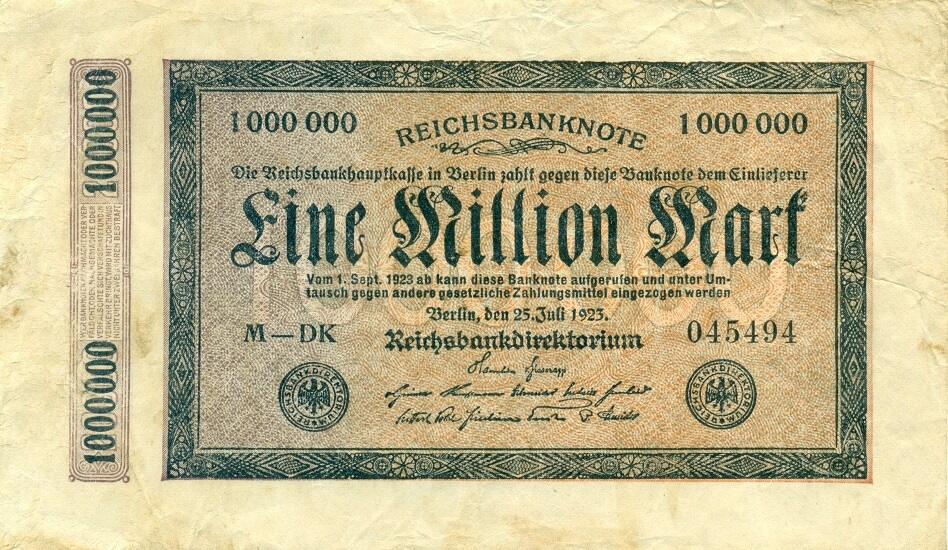 1000000
1000000
1 000 000
REICHSBANKNOTE
1 000 000
Die Reichsbankhauptkasse in Berlin zahlt gegen diese Banknote dem Einlieferer
Eine Million Mark
Vom 1. Sept. 1923 ab kann diese Banknote aufgerufen und unter Um-
tausch gegen andere gesetzliche Zahlungsmittel eingezogen werden
Berlin, den 25. Juli 1923.
M—DK
Reichsbankdirektorium
045494
REICHSBANKDIREKTORIUM
REICHSBANKDIREKTORIUM